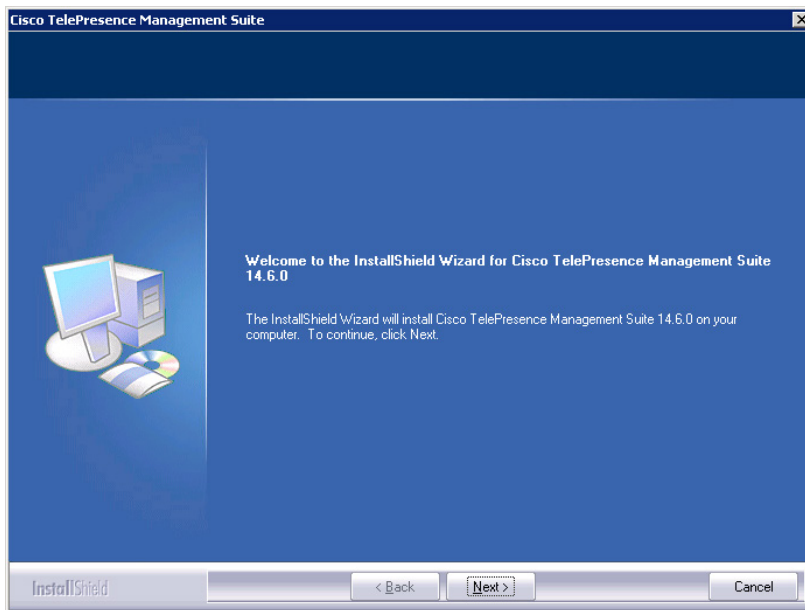 Cisco TelePresence Management Suite
Welcome to the InstallShield Wizard for Cisco TelePresence Management Suite
14.6.0
The InstallShield Wizard will install Cisco TelePresence Management Suite 14.6.0 on your
computer. To continue, click Next.
InstallShield
< Back
Next >
Cancel